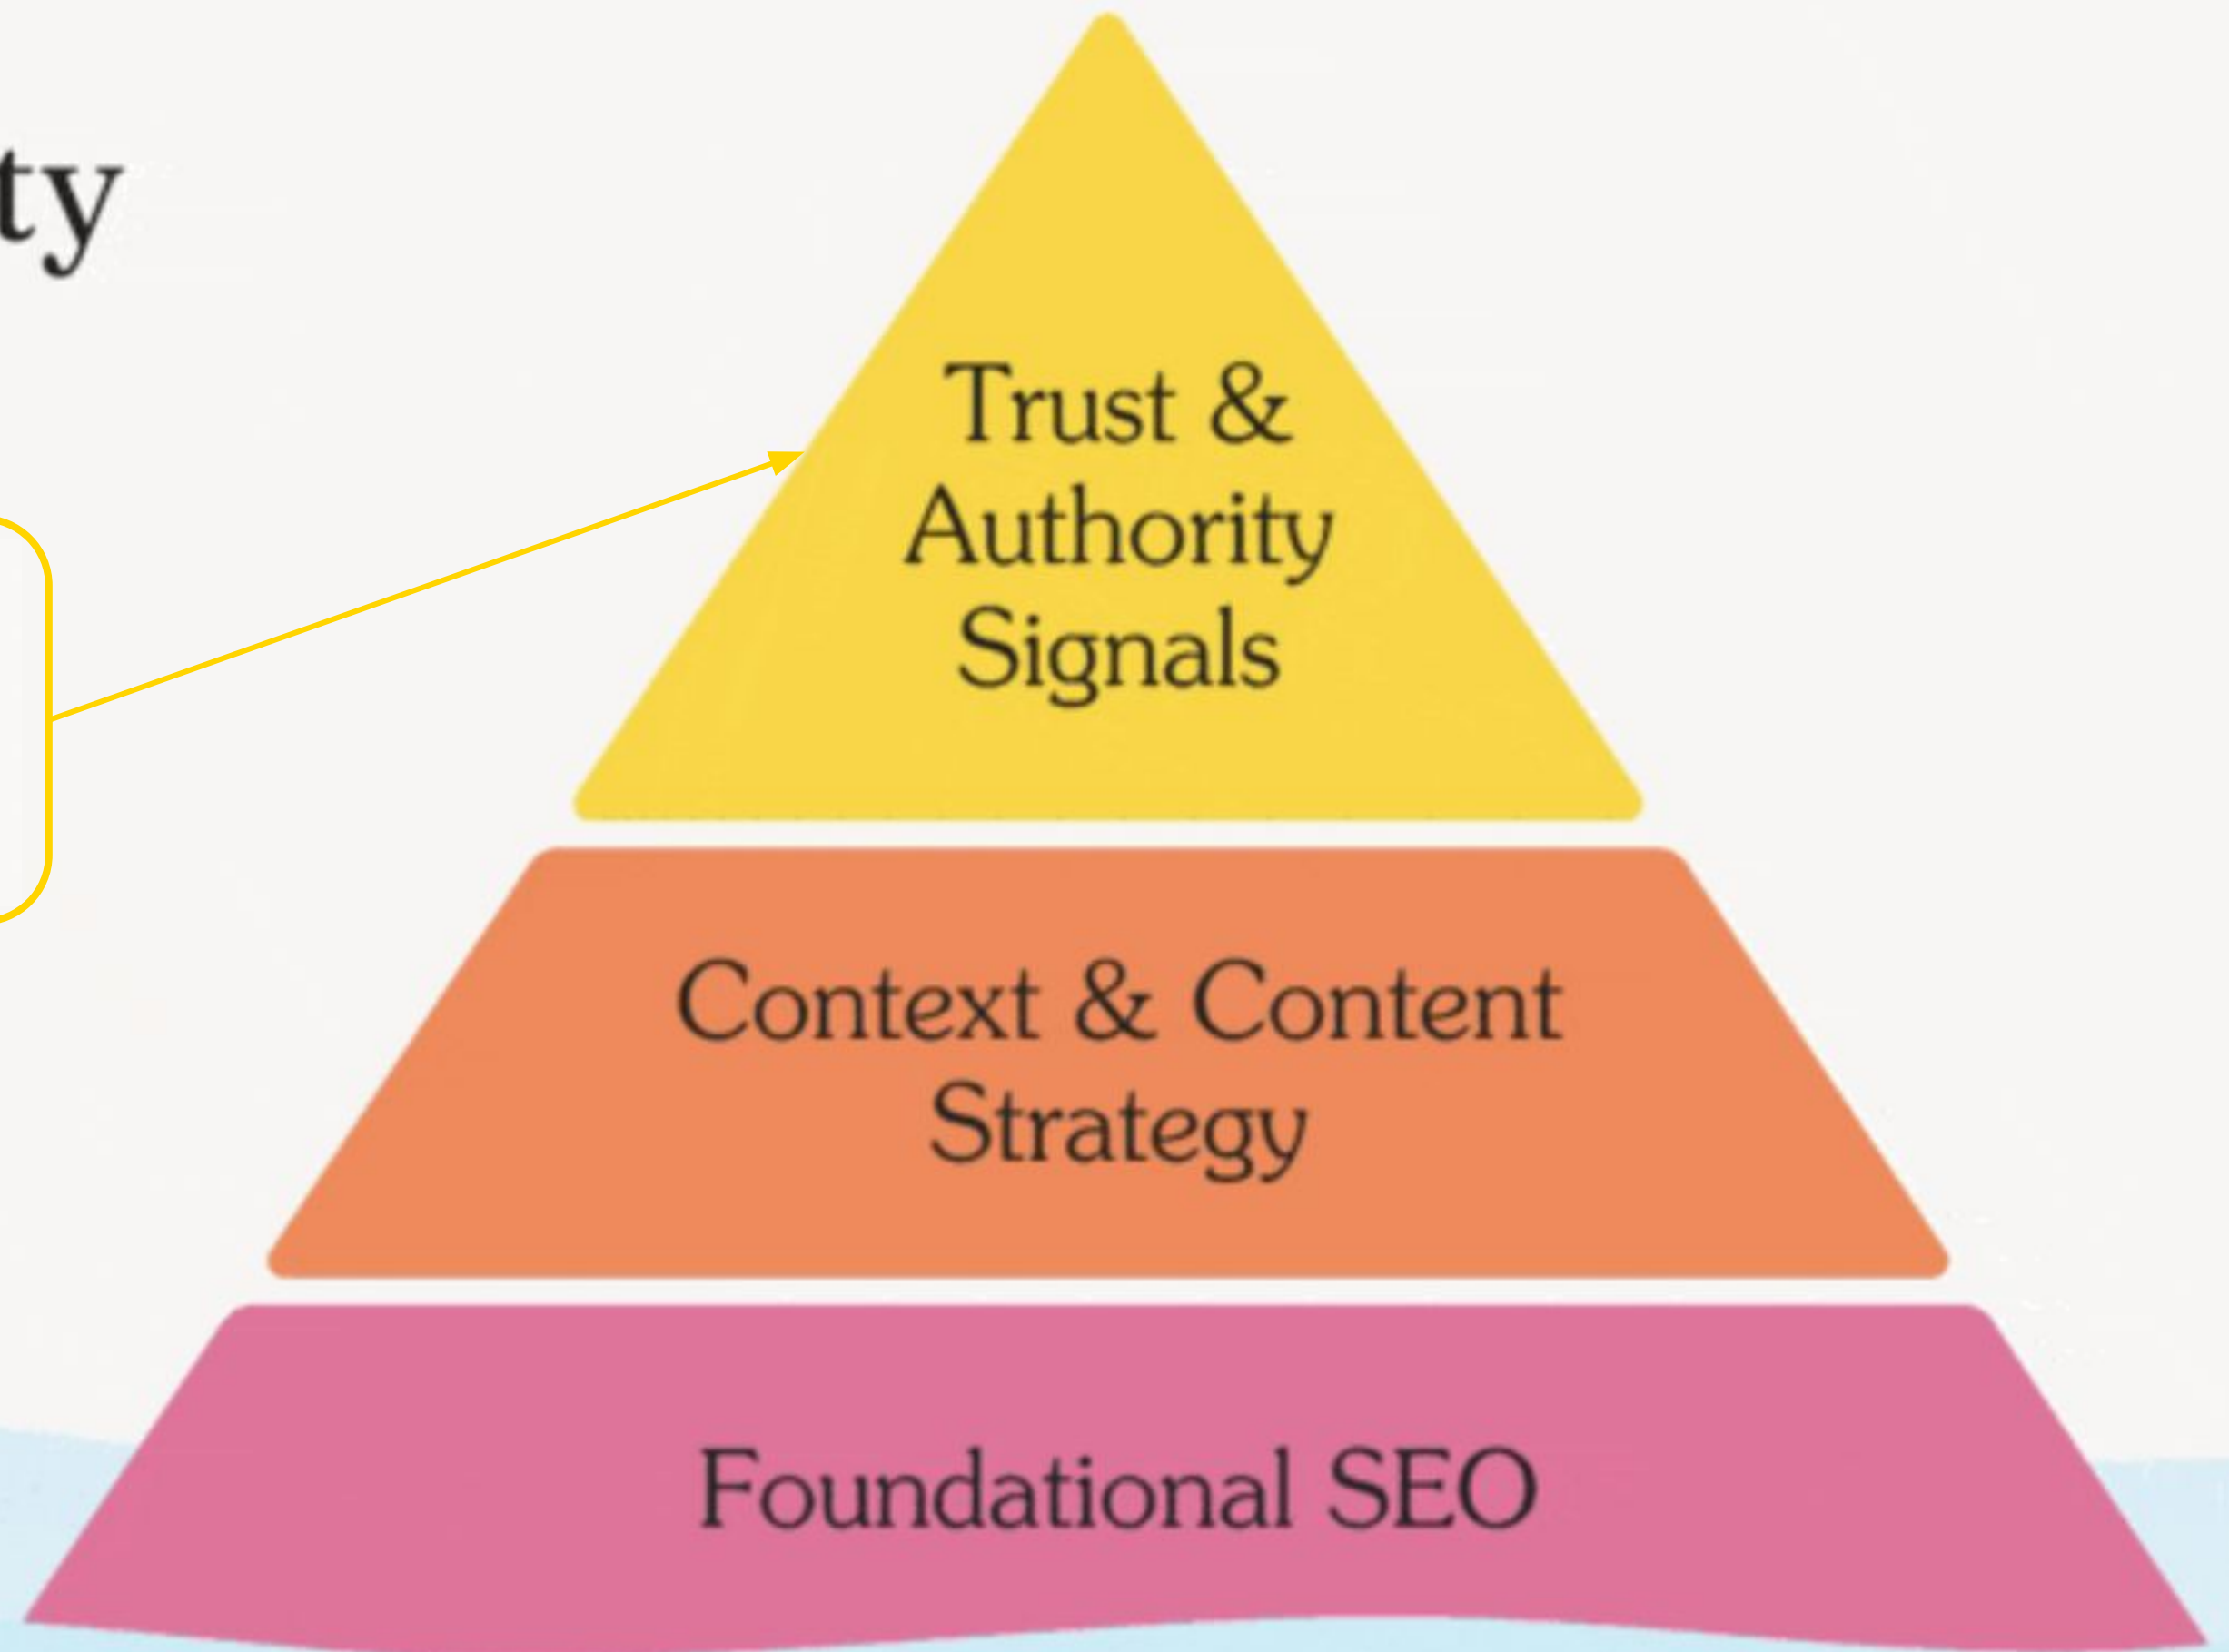 ty
Trust &
Authority
Signals
Context & Content
Strategy
Foundational SEO